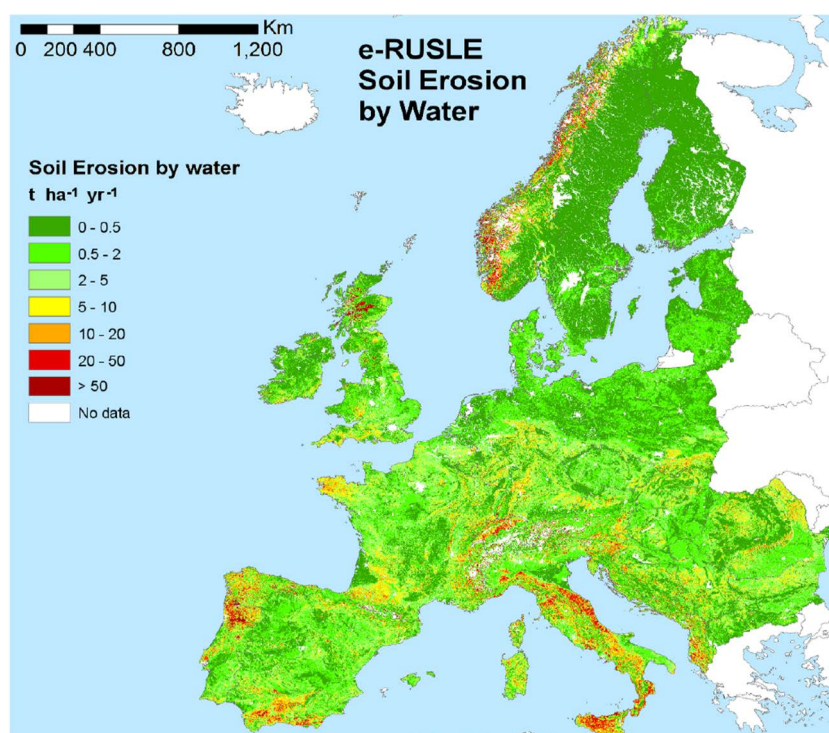 Km
0 200 400 800 1,200
e-RUSLE
Soil Erosion
by Water
Soil Erosion by water
t ha⁻¹ yr⁻¹
0 - 0.5
0.5 - 2
2 - 5
5 - 10
10 - 20
20 - 50
> 50
No data